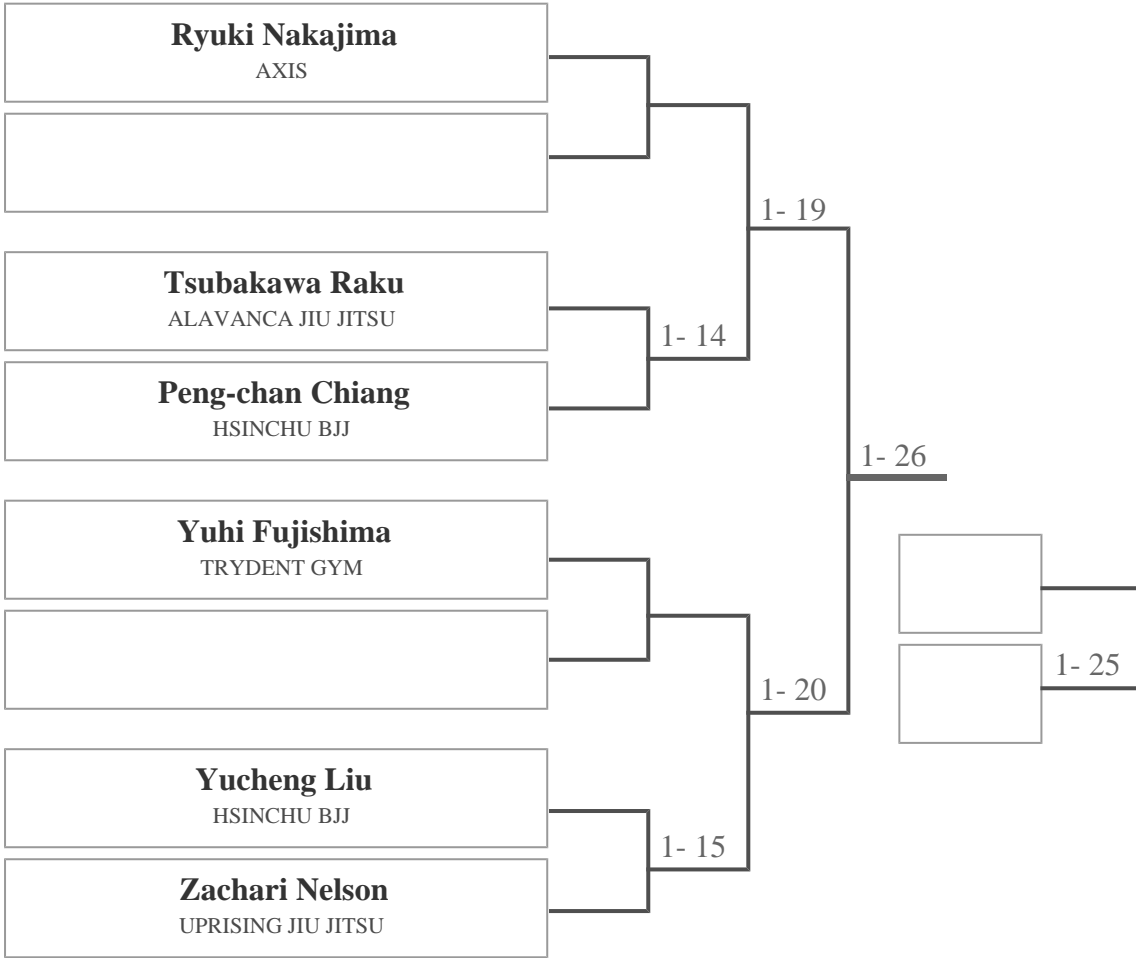 Ryuki Nakajima
AXIS
1- 19
Tsubakawa Raku
ALAVANCA JIU JITSU
1- 14
Peng-chan Chiang
HSINCHU BJJ
1- 26
Yuhi Fujishima
TRYDENT GYM
1- 25
1- 20
Yucheng Liu
HSINCHU BJJ
1- 15
Zachari Nelson
UPRISING JIU JITSU